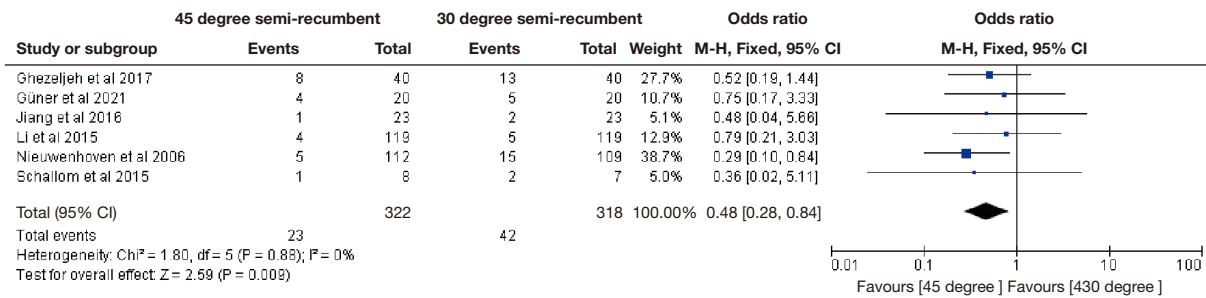 45 degree semi-recumbent 30 degree semi-recumbent Odds ratio Odds ratio
Study or subgroup Events Total Events Total Weight M-H, Fixed, 95% CI M-H, Fixed, 95% CI
Ghezeljeh et al 2017 8 40 13 40 27.7% 0.52 [0.19, 1.44]
Güner et al 2021 4 20 5 20 10.7% 0.75 [0.17, 3.33]
Jiang et al 2016 1 23 2 23 5.1% 0.48 [0.04, 5.66]
Li et al 2015 4 119 5 119 12.9% 0.79 [0.21, 3.03]
Nieuwenhoven et al 2006 5 112 15 109 38.7% 0.29 [0.10, 0.84]
Schallom et al 2015 1 8 2 7 5.0% 0.36 [0.02, 5.11]
Total (95% CI) 322 318 100.00% 0.48 [0.28, 0.84]
Total events 23 42
Heterogeneity: Chi² = 1.80, df = 5 (P = 0.88); I² = 0%
Test for overall effect: Z = 2.59 (P = 0.009)
0.01 0.1 1 10 100
Favours [45 degree ] Favours [430 degree ]